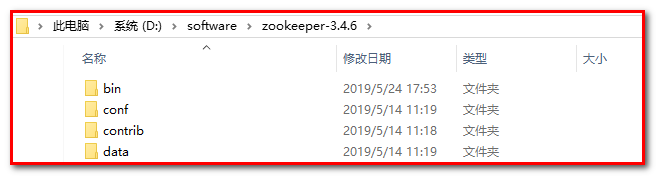 此电脑 > 系统 (D:) > software > zookeeper-3.4.6 >
名称 修改日期 类型 大小
bin 2019/5/24 17:53 文件夹
conf 2019/5/14 11:19 文件夹
contrib 2019/5/14 11:18 文件夹
data 2019/5/14 11:19 文件夹